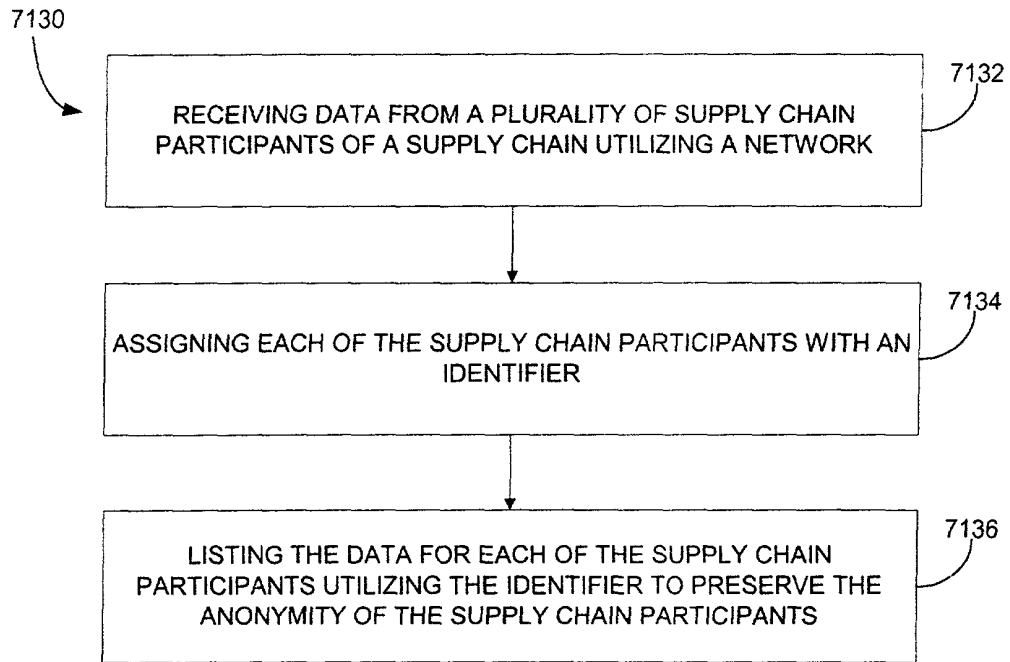 7130
7132
RECEIVING DATA FROM A PLURALITY OF SUPPLY CHAIN
PARTICIPANTS OF A SUPPLY CHAIN UTILIZING A NETWORK
7134
ASSIGNING EACH OF THE SUPPLY CHAIN PARTICIPANTS WITH AN
IDENTIFIER
7136
LISTING THE DATA FOR EACH OF THE SUPPLY CHAIN
PARTICIPANTS UTILIZING THE IDENTIFIER TO PRESERVE THE
ANONYMITY OF THE SUPPLY CHAIN PARTICIPANTS